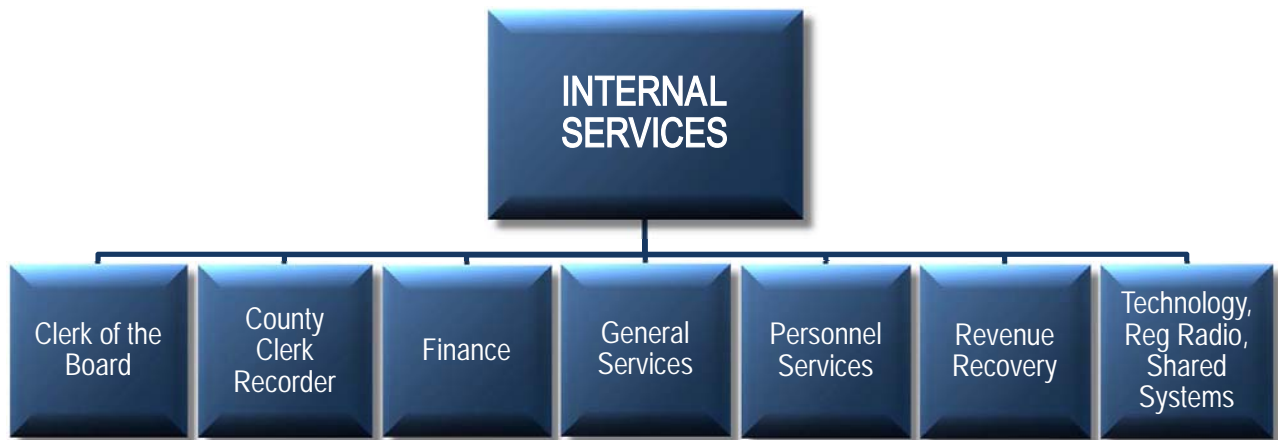 INTERNAL
SERVICES
Clerk of the
Board
County
Clerk
Recorder
Finance
General
Services
Personnel
Services
Revenue
Recovery
Technology,
Reg Radio,
Shared
Systems